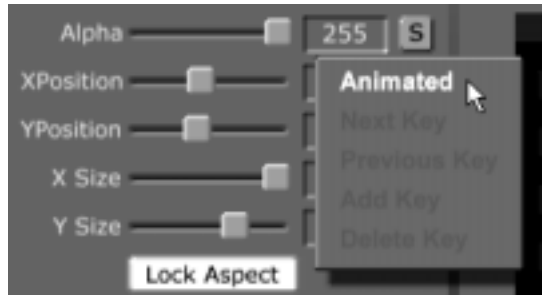 Alpha 255 S
XPosition
YPosition
X Size
Y Size
Lock Aspect
Animated
Next Key
Previous Key
Add Key
Delete Key